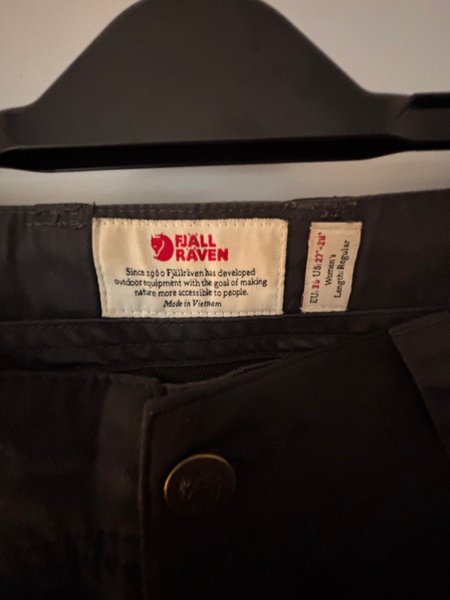 FJÄLL
RÄVEN
Since 1960 Fjällräven has developed
outdoor equipment with the goal of making
nature more accessible to people.
Made in Vietnam
EU: 36 US: 27"-28"
Women's
Length: Regular